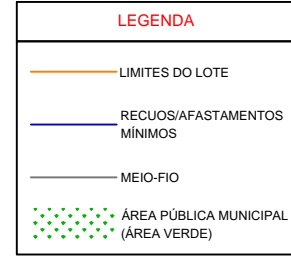 LEGENDA
LIMITES DO LOTE
RECUOS/AFASTAMENTOS
MÍNIMOS
MEIO-FIO
ÁREA PÚBLICA MUNICIPAL
(ÁREA VERDE)